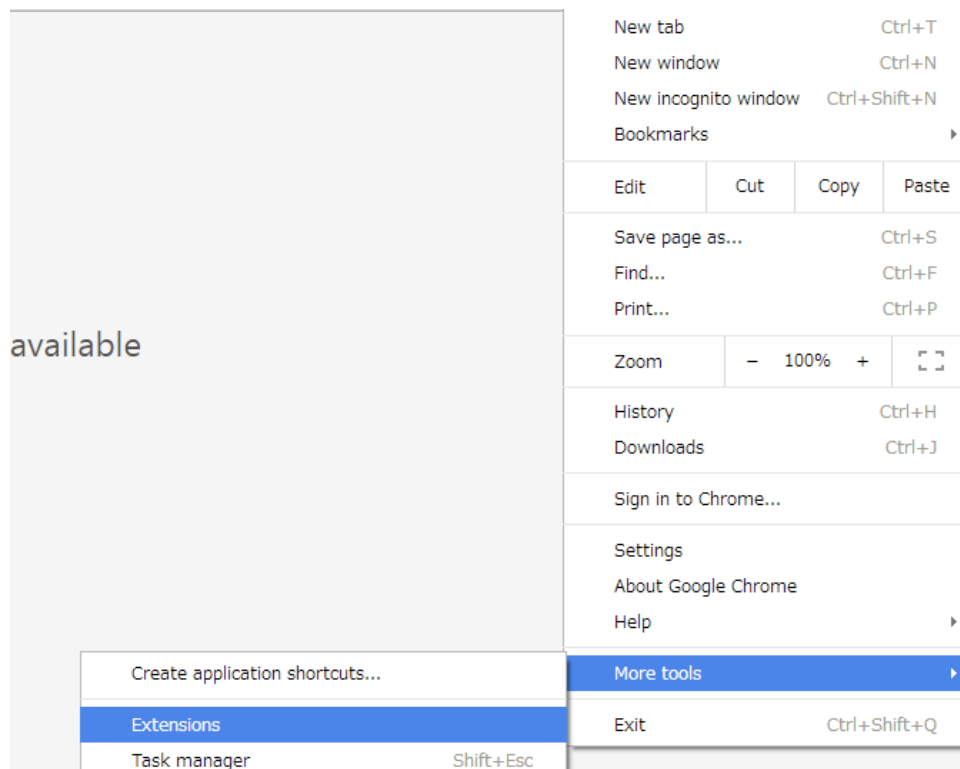 New tab Ctrl+T
New window Ctrl+N
New incognito window Ctrl+Shift+N
Bookmarks
Edit Cut Copy Paste
Save page as... Ctrl+S
Find... Ctrl+F
Print... Ctrl+P
available
Zoom − 100% +
History Ctrl+H
Downloads Ctrl+J
Sign in to Chrome...
Settings
About Google Chrome
Help
More tools
Exit Ctrl+Shift+Q
Create application shortcuts...
Extensions
Task manager Shift+Esc